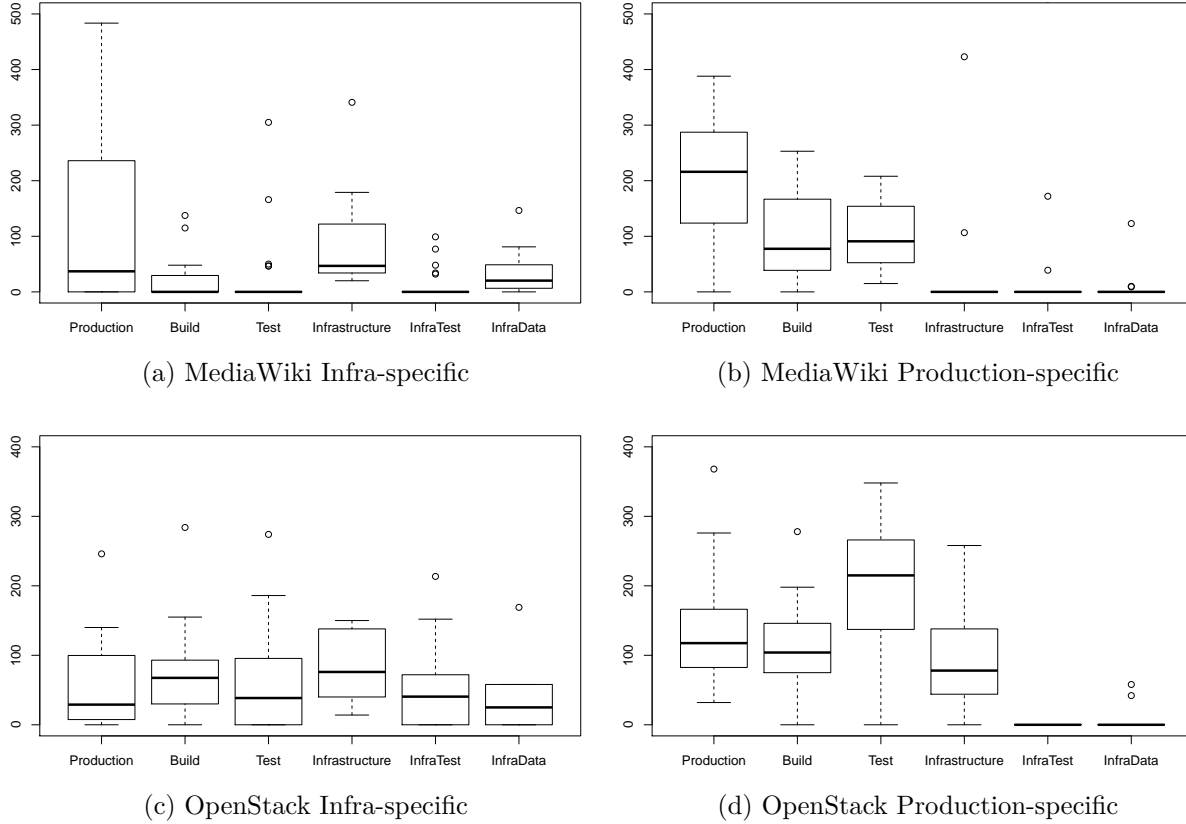 500
400
300
200
100
0
Production Build Test Infrastructure InfraTest InfraData
(a) MediaWiki Infra-specific
500
400
300
200
100
0
Production Build Test Infrastructure InfraTest InfraData
(b) MediaWiki Production-specific
400
300
200
100
0
Production Build Test Infrastructure InfraTest InfraData
(c) OpenStack Infra-specific
400
300
200
100
0
Production Build Test Infrastructure InfraTest InfraData
(d) OpenStack Production-specific